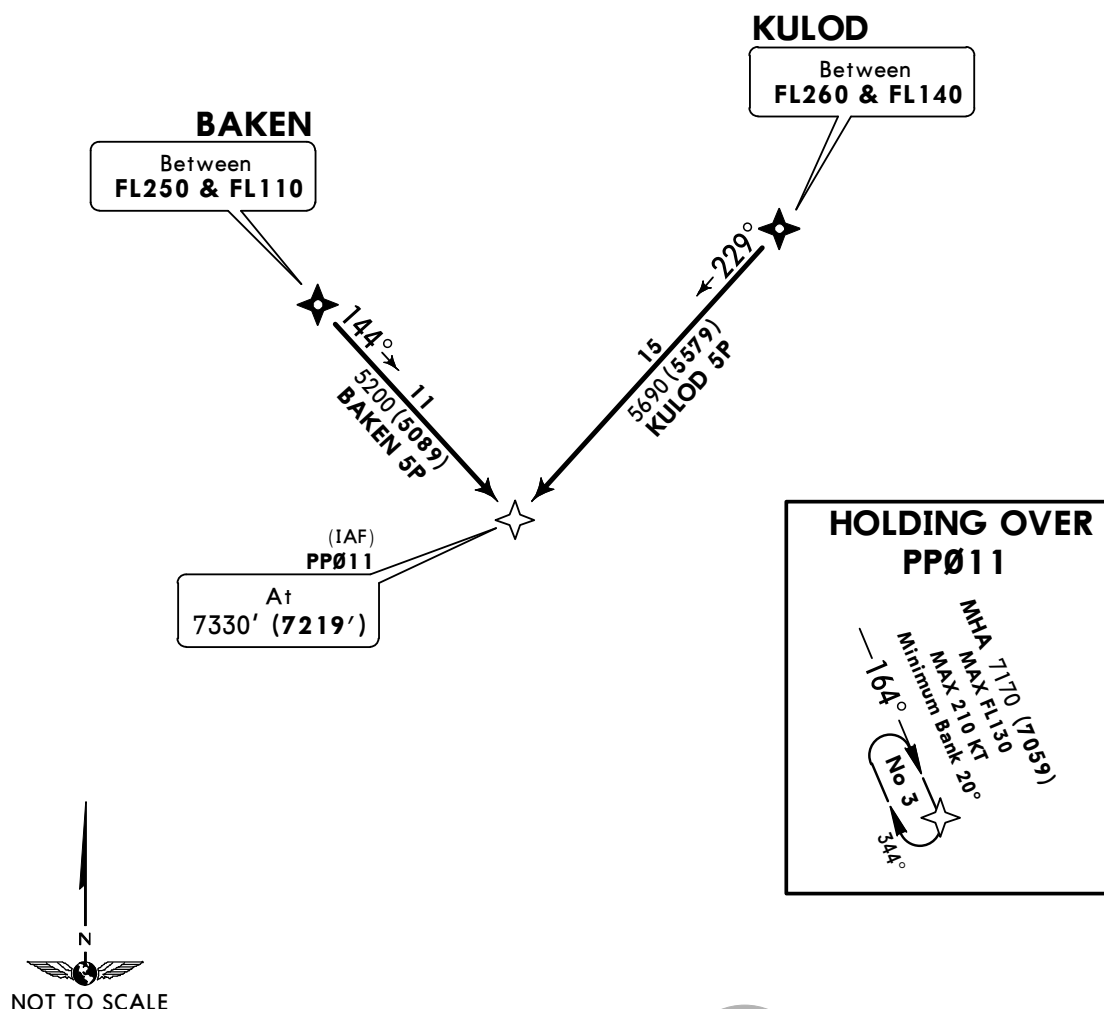 KULOD
Between
FL260 & FL140
BAKEN
Between
FL250 & FL110
229°
144°
11
5200 (5089)
BAKEN 5P
15
5690 (5579)
KULOD 5P
(IAF)
PPØ11
At
7330' (7219')
HOLDING OVER
PPØ11
MHA 7170 (7059)
MAX FL130
MAX 210 KT
Minimum Bank 20°
164°
No 3
344°
N
NOT TO SCALE